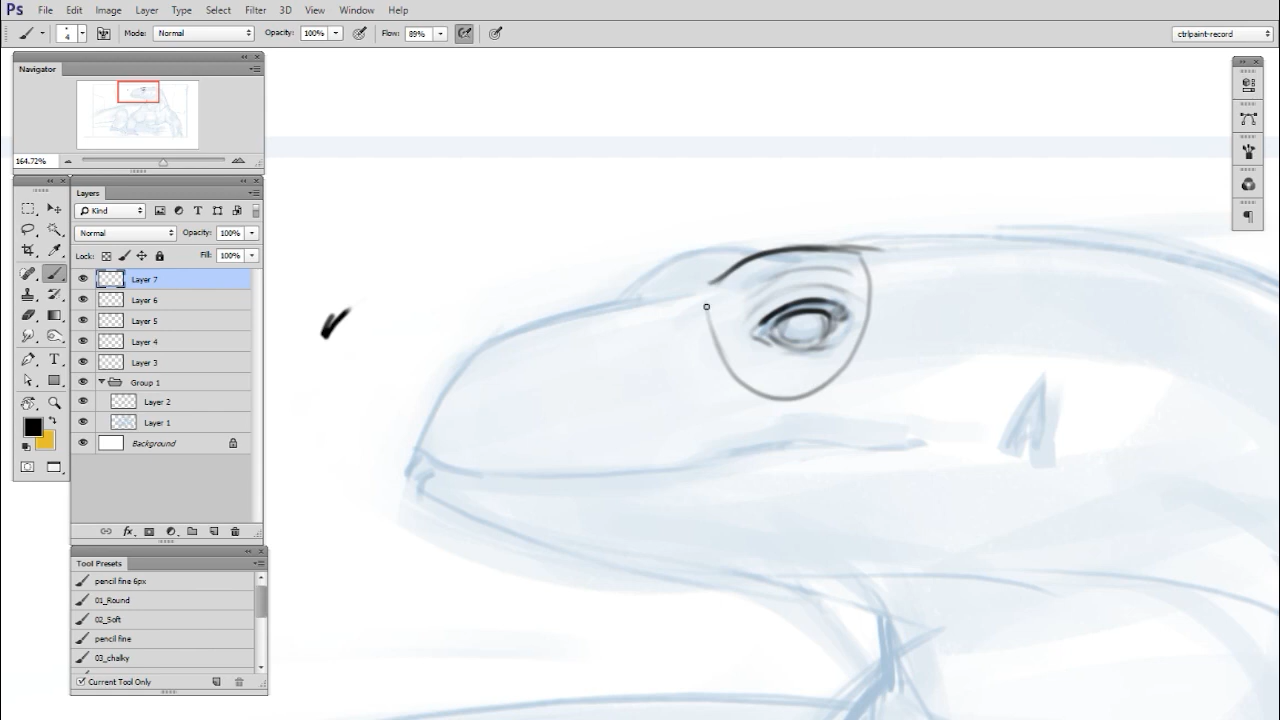 Ps File Edit Image Layer Type Select Filter 3D View Window Help
4 Mode: Normal Opacity: 100% Flow: 89% ctrlpaint-record
Navigator
164.72%
Layers
Kind T
Normal Opacity: 100%
Lock: Fill: 100%
Layer 7
Layer 6
Layer 5
Layer 4
Layer 3
Group 1
Layer 2
Layer 1
Background
fx
Tool Presets
pencil fine 6px
01_Round
02_Soft
pencil fine
03_chalky
Current Tool Only